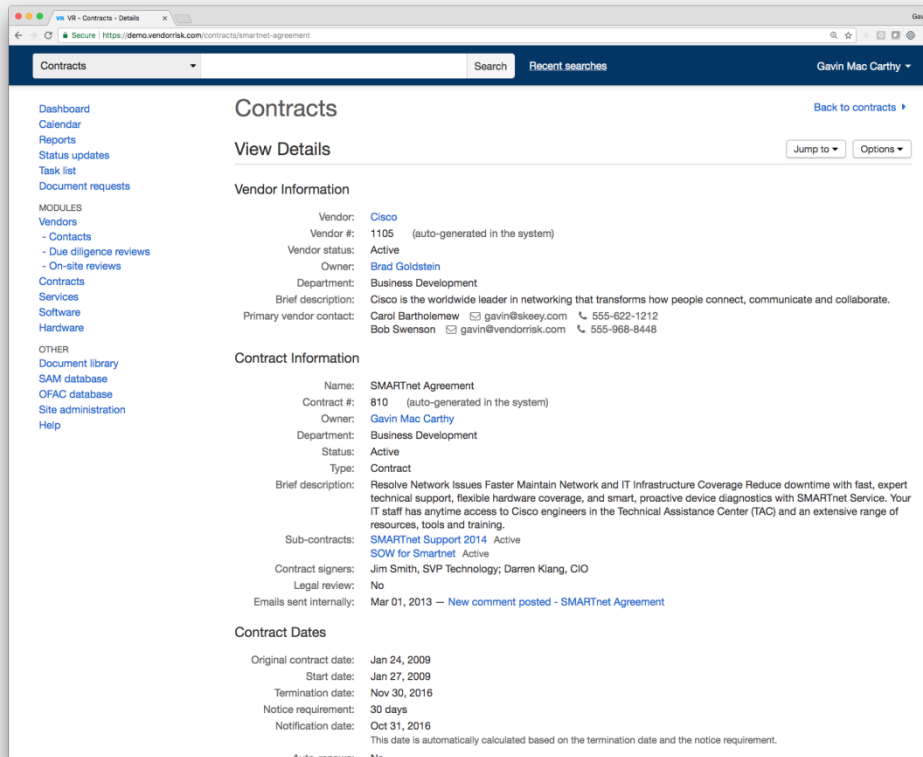 VR VR - Contracts - Details ×
Gav
Secure | https://demo.vendorrisk.com/contracts/smartnet-agreement
Contracts Search Recent searches Gavin Mac Carthy
Dashboard
Calendar
Reports
Status updates
Task list
Document requests
MODULES
Vendors
- Contacts
- Due diligence reviews
- On-site reviews
Contracts
Services
Software
Hardware
OTHER
Document library
SAM database
OFAC database
Site administration
Help
Contracts
Back to contracts
View Details
Jump to Options
Vendor Information
Vendor: Cisco
Vendor #: 1105 (auto-generated in the system)
Vendor status: Active
Owner: Brad Goldstein
Department: Business Development
Brief description: Cisco is the worldwide leader in networking that transforms how people connect, communicate and collaborate.
Primary vendor contact: Carol Bartholemew gavin@skeey.com 555-622-1212
Bob Swenson gavin@vendorrisk.com 555-968-8448
Contract Information
Name: SMARTnet Agreement
Contract #: 810 (auto-generated in the system)
Owner: Gavin Mac Carthy
Department: Business Development
Status: Active
Type: Contract
Brief description: Resolve Network Issues Faster Maintain Network and IT Infrastructure Coverage Reduce downtime with fast, expert
technical support, flexible hardware coverage, and smart, proactive device diagnostics with SMARTnet Service. Your
IT staff has anytime access to Cisco engineers in the Technical Assistance Center (TAC) and an extensive range of
resources, tools and training.
Sub-contracts: SMARTnet Support 2014 Active
SOW for Smartnet Active
Contract signers: Jim Smith, SVP Technology; Darren Klang, CIO
Legal review: No
Emails sent internally: Mar 01, 2013 — New comment posted - SMARTnet Agreement
Contract Dates
Original contract date: Jan 24, 2009
Start date: Jan 27, 2009
Termination date: Nov 30, 2016
Notice requirement: 30 days
Notification date: Oct 31, 2016
This date is automatically calculated based on the termination date and the notice requirement.
Auto-renew: No